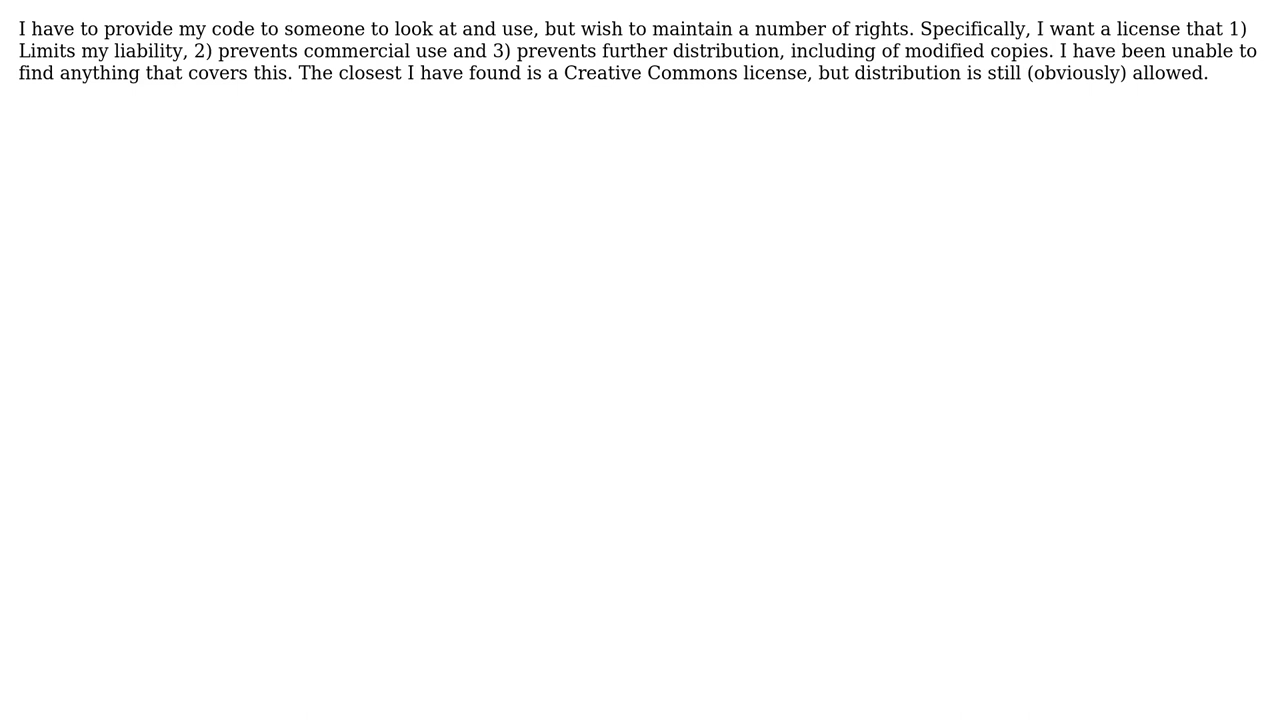 I have to provide my code to someone to look at and use, but wish to maintain a number of rights. Specifically, I want a license that 1)
Limits my liability, 2) prevents commercial use and 3) prevents further distribution, including of modified copies. I have been unable to
find anything that covers this. The closest I have found is a Creative Commons license, but distribution is still (obviously) allowed.